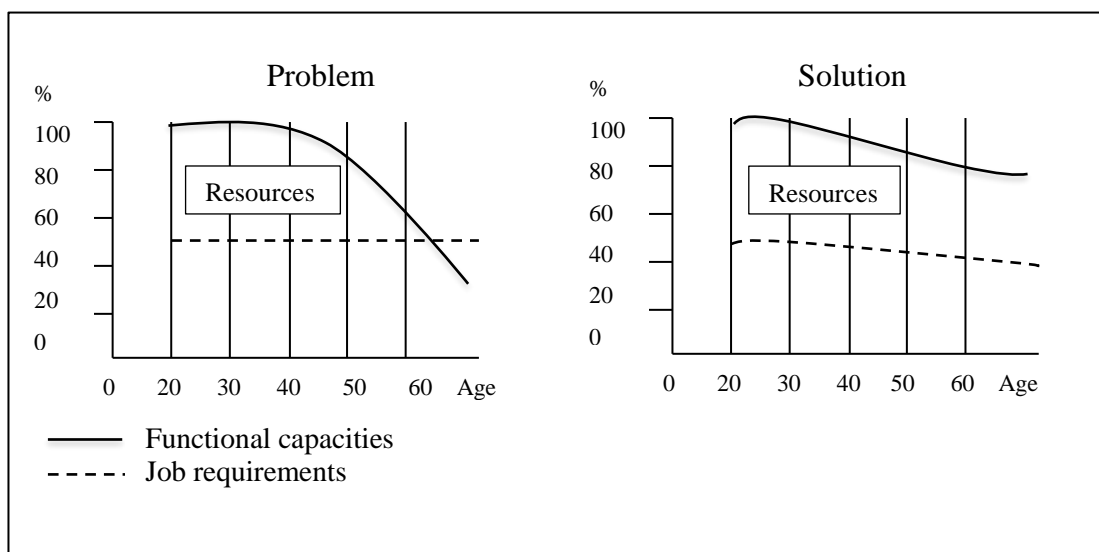 Problem
%
100
80
60
40
20
0
Resources
0 20 30 40 50 60 Age
Solution
%
100
80
60
40
20
0
Resources
0 20 30 40 50 60 Age
Functional capacities
Job requirements